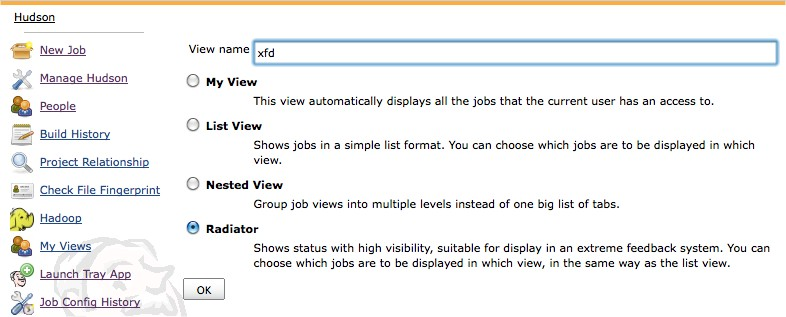 Hudson
New Job
Manage Hudson
People
Build History
Project Relationship
Check File Fingerprint
Hadoop
My Views
Launch Tray App
Job Config History
View name xfd
My View
This view automatically displays all the jobs that the current user has an access to.
List View
Shows jobs in a simple list format. You can choose which jobs are to be displayed in which
view.
Nested View
Group job views into multiple levels instead of one big list of tabs.
Radiator
Shows status with high visibility, suitable for display in an extreme feedback system. You can
choose which jobs are to be displayed in which view, in the same way as the list view.
OK